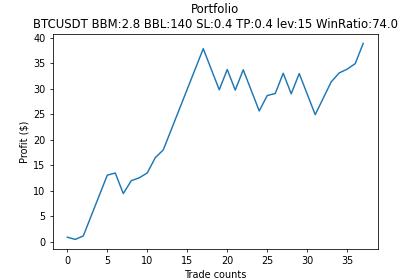 Portfolio
BTCUSDT BBM:2.8 BBL:140 SL:0.4 TP:0.4 lev:15 WinRatio:74.0
40
35
30
25
20
15
10
5
0
Profit ($)
0 5 10 15 20 25 30 35
Trade counts